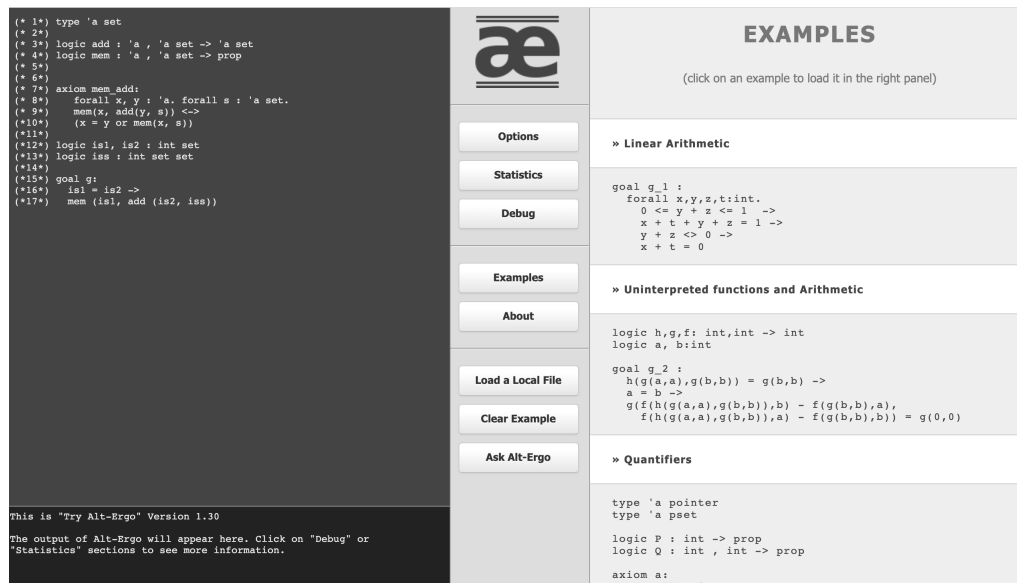 (* 1*) type 'a set
(* 2*)
(* 3*) logic add : 'a , 'a set -> 'a set
(* 4*) logic mem : 'a , 'a set -> prop
(* 5*)
(* 6*)
(* 7*) axiom mem_add:
(* 8*)    forall x, y : 'a. forall s : 'a set.
(* 9*)    mem(x, add(y, s)) <->
(*10*)    (x = y or mem(x, s))
(*11*)
(*12*) logic is1, is2 : int set
(*13*) logic iss : int set set
(*14*)
(*15*) goal g:
(*16*)   is1 = is2 ->
(*17*)   mem (is1, add (is2, iss))
This is "Try Alt-Ergo" Version 1.30
The output of Alt-Ergo will appear here. Click on "Debug" or
"Statistics" sections to see more information.
æ
Options
Statistics
Debug
Examples
About
Load a Local File
Clear Example
Ask Alt-Ergo
EXAMPLES
(click on an example to load it in the right panel)
» Linear Arithmetic
goal g_1 :
  forall x,y,z,t:int.
    0 <= y + z <= 1  ->
    x + t + y + z = 1 ->
    y + z <> 0 ->
    x + t = 0
» Uninterpreted functions and Arithmetic
logic h,g,f: int,int -> int
logic a, b:int
goal g_2 :
  h(g(a,a),g(b,b)) = g(b,b) ->
  a = b ->
  g(f(h(g(a,a),g(b,b)),b) - f(g(b,b),a),
    f(h(g(a,a),g(b,b)),a) - f(g(b,b),b)) = g(0,0)
» Quantifiers
type 'a pointer
type 'a pset
logic P : int -> prop
logic Q : int , int -> prop
axiom a: